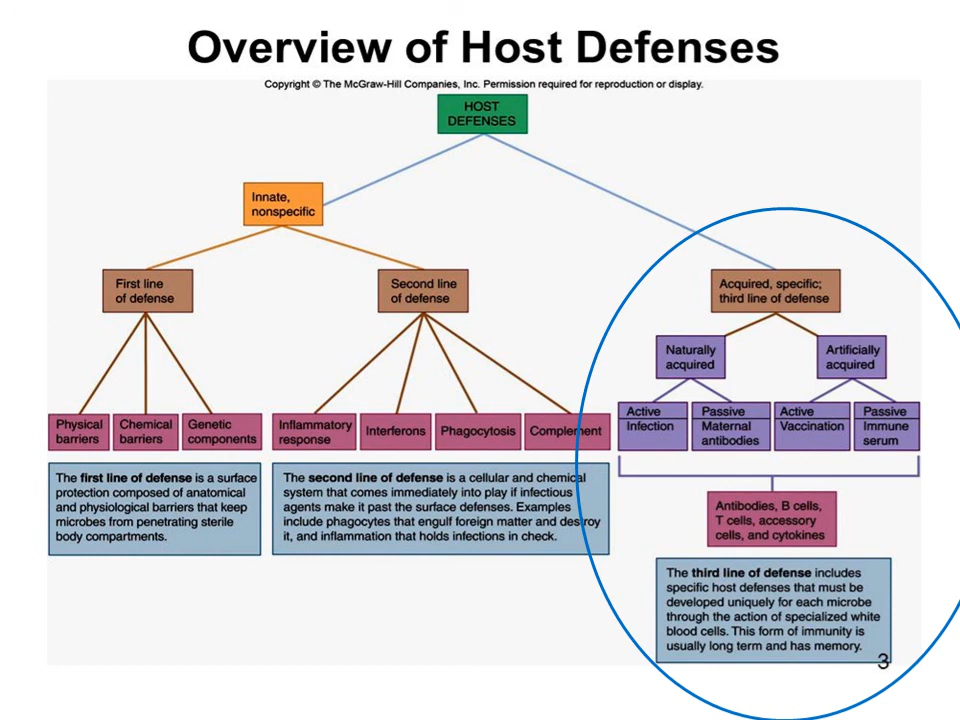 Overview of Host Defenses
Copyright © The McGraw-Hill Companies, Inc. Permission required for reproduction or display.
HOST
DEFENSES
Innate,
nonspecific
First line
of defense
Second line
of defense
Acquired, specific;
third line of defense
Naturally
acquired
Artificially
acquired
Physical
barriers
Chemical
barriers
Genetic
components
Inflammatory
response
Interferons
Phagocytosis
Complement
Active
Infection
Passive
Maternal
antibodies
Active
Vaccination
Passive
Immune
serum
The first line of defense is a surface
protection composed of anatomical
and physiological barriers that keep
microbes from penetrating sterile
body compartments.
The second line of defense is a cellular and chemical
system that comes immediately into play if infectious
agents make it past the surface defenses. Examples
include phagocytes that engulf foreign matter and destroy
it, and inflammation that holds infections in check.
Antibodies, B cells,
T cells, accessory
cells, and cytokines
The third line of defense includes
specific host defenses that must be
developed uniquely for each microbe
through the action of specialized white
blood cells. This form of immunity is
usually long term and has memory.
3